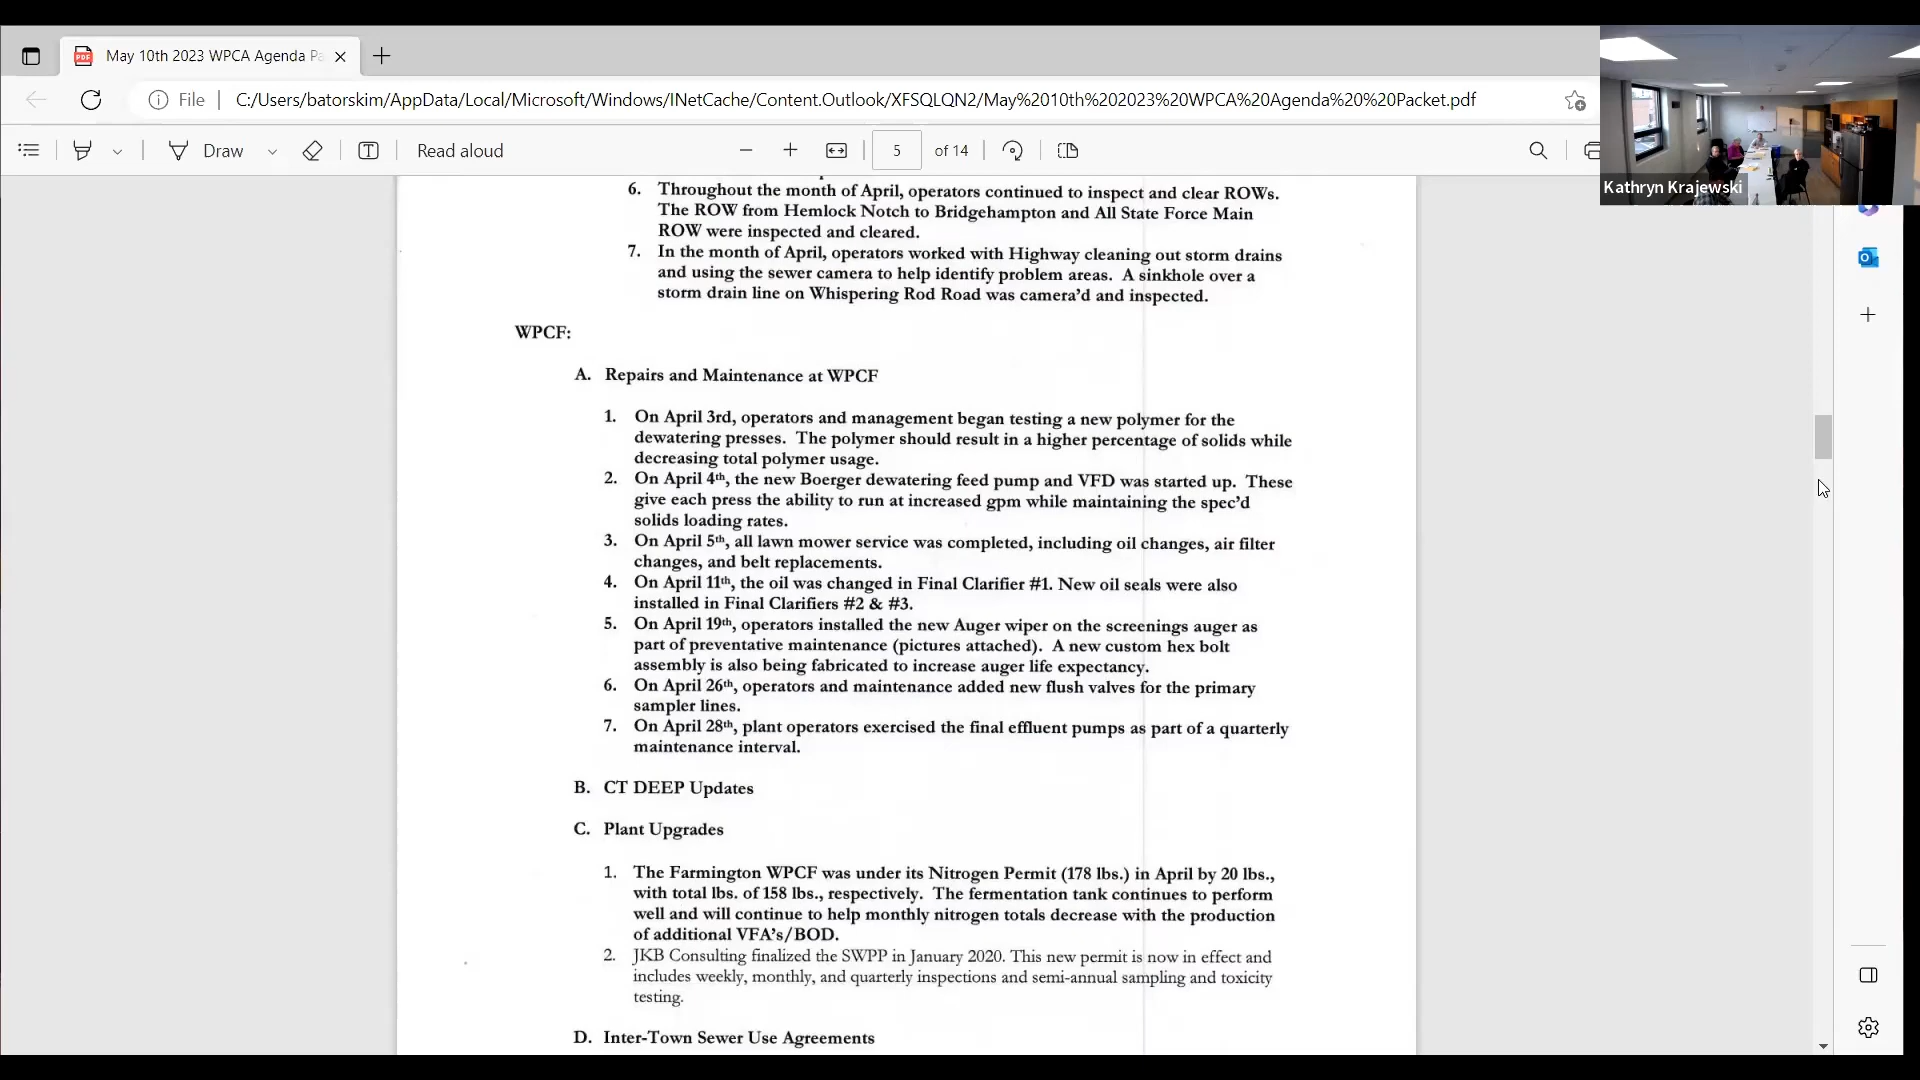 May 10th 2023 WPCA Agenda Pa
File
C:/Users/batorskim/AppData/Local/Microsoft/Windows/INetCache/Content.Outlook/XFSQLQN2/May%2010th%202023%20WPCA%20Agenda%20%20Packet.pdf
Draw
Read aloud
5 of 14
Kathryn Krajewski
6. Throughout the month of April, operators continued to inspect and clear ROWs.
The ROW from Hemlock Notch to Bridgehampton and All State Force Main
ROW were inspected and cleared.
7. In the month of April, operators worked with Highway cleaning out storm drains
and using the sewer camera to help identify problem areas. A sinkhole over a
storm drain line on Whispering Rod Road was camera'd and inspected.
WPCF:
A. Repairs and Maintenance at WPCF
1. On April 3rd, operators and management began testing a new polymer for the
dewatering presses. The polymer should result in a higher percentage of solids while
decreasing total polymer usage.
2. On April 4th, the new Boerger dewatering feed pump and VFD was started up. These
give each press the ability to run at increased gpm while maintaining the spec'd
solids loading rates.
3. On April 5th, all lawn mower service was completed, including oil changes, air filter
changes, and belt replacements.
4. On April 11th, the oil was changed in Final Clarifier #1. New oil seals were also
installed in Final Clarifiers #2 & #3.
5. On April 19th, operators installed the new Auger wiper on the screenings auger as
part of preventative maintenance (pictures attached). A new custom hex bolt
assembly is also being fabricated to increase auger life expectancy.
6. On April 26th, operators and maintenance added new flush valves for the primary
sampler lines.
7. On April 28th, plant operators exercised the final effluent pumps as part of a quarterly
maintenance interval.
B. CT DEEP Updates
C. Plant Upgrades
1. The Farmington WPCF was under its Nitrogen Permit (178 lbs.) in April by 20 lbs.,
with total lbs. of 158 lbs., respectively. The fermentation tank continues to perform
well and will continue to help monthly nitrogen totals decrease with the production
of additional VFA's/BOD.
2. JKB Consulting finalized the SWPP in January 2020. This new permit is now in effect and
includes weekly, monthly, and quarterly inspections and semi-annual sampling and toxicity
testing.
D. Inter-Town Sewer Use Agreements